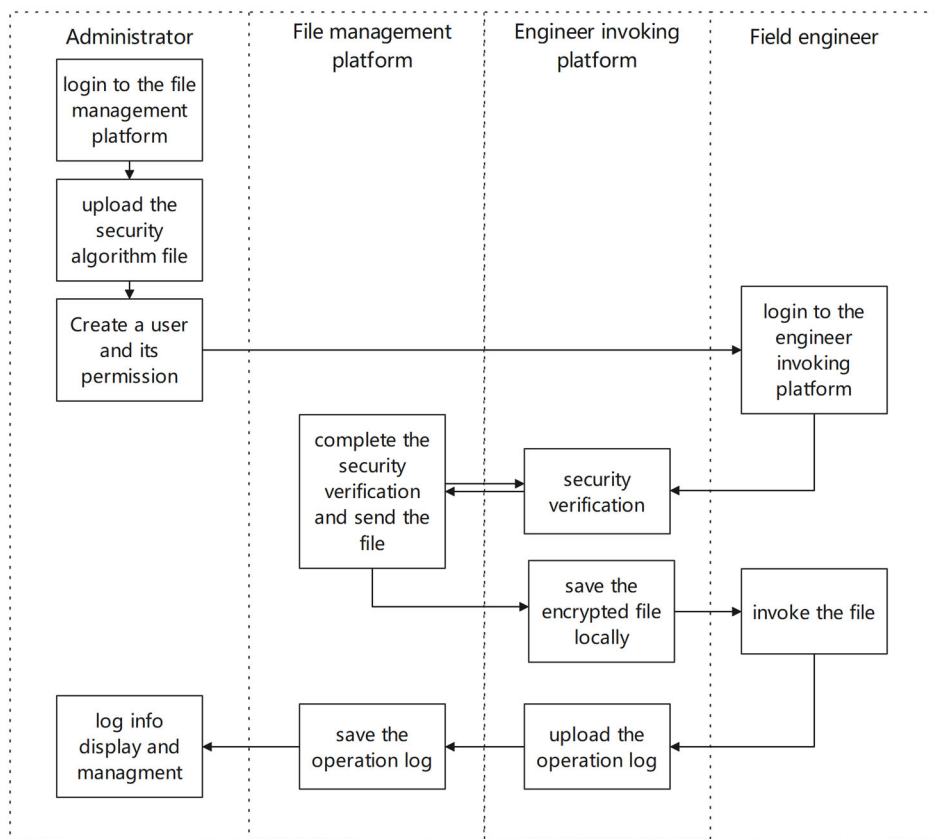 Administrator
File management
platform
Engineer invoking
platform
Field engineer
login to the file
management
platform
upload the
security
algorithm file
Create a user
and its
permission
login to the
engineer
invoking
platform
complete the
security
verification
and send the
file
security
verification
save the
encrypted file
locally
invoke the file
log info
display and
managment
save the
operation log
upload the
operation log